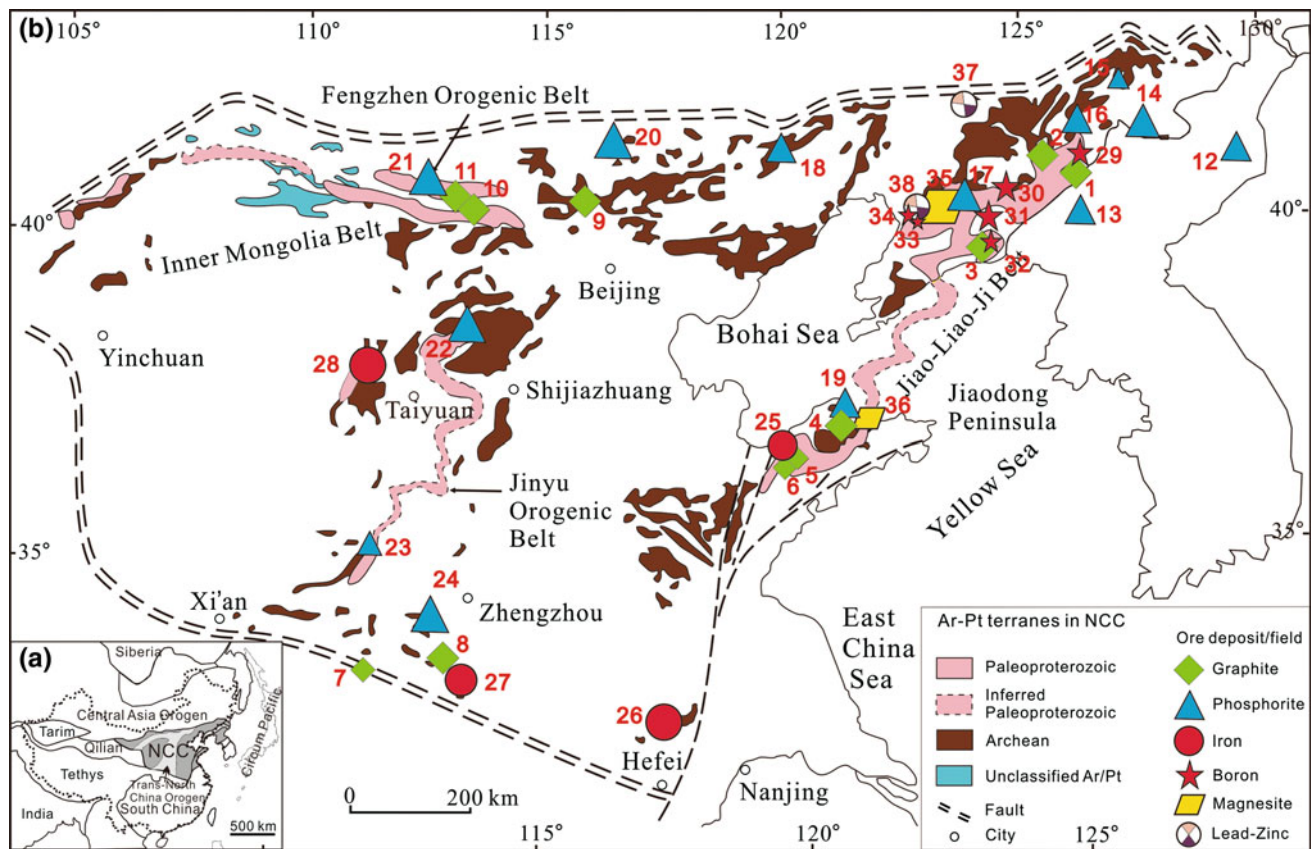 (b)
105°
110°
115°
120°
125°
130°
Fengzhen Orogenic Belt
37
15
14
16
2
20
18
29
12
21
11
10
9
35
17
30
1
38
34
31
13
33
3
32
40°
40°
Inner Mongolia Belt
Beijing
Bohai Sea
Jiao-Liao-Ji Belt
Yinchuan
22
28
Shijiazhuang
Taiyuan
19
36
Jiaodong
Peninsula
25
4
5
6
Yellow Sea
Jinyu
Orogenic
Belt
35°
35°
23
24
Xi'an
Zhengzhou
8
7
27
26
Hefei
Nanjing
East
China
Sea
0
200 km
115°
120°
125°
(a)
Siberia
Central Asia Orogen
Tarim
Qilian
NCC
Tethys
Trans-North
China Orogen
South China
India
Circum Pacific
500 km
Ar-Pt terranes in NCC
Paleoproterozoic
Inferred
Paleoproterozoic
Archean
Unclassified Ar/Pt
Fault
City
Ore deposit/field
Graphite
Phosphorite
Iron
Boron
Magnesite
Lead-Zinc